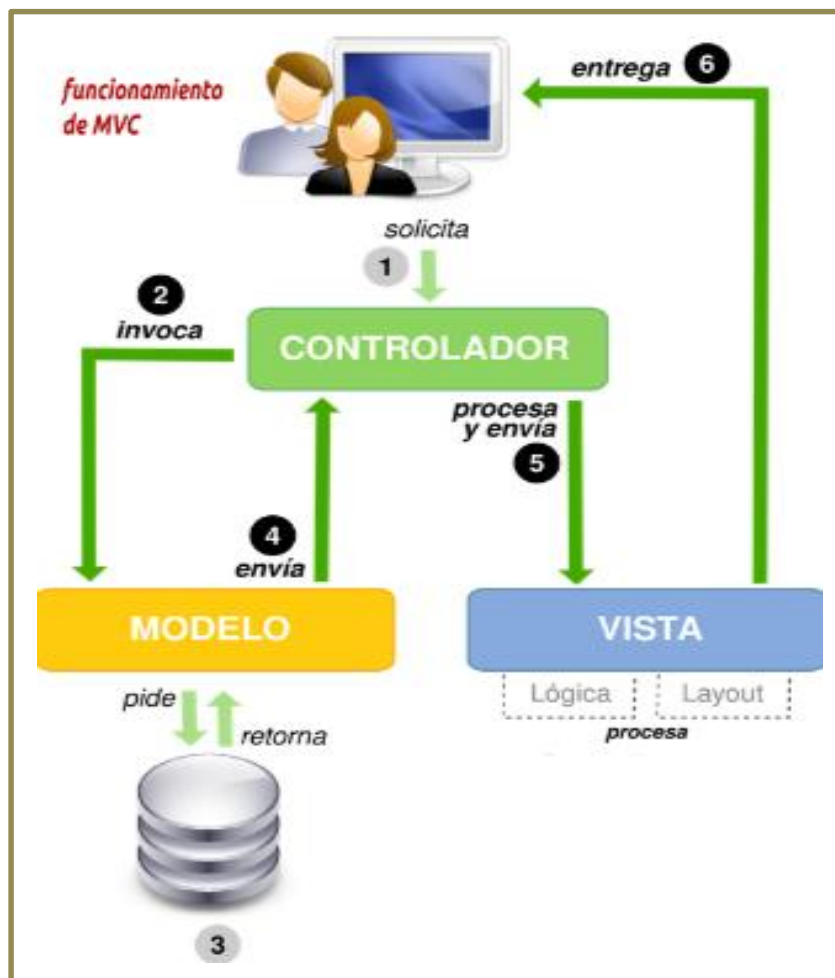 funcionamiento
de MVC
entrega 6
solicita
1
2
invoca
CONTROLADOR
procesa
y envía
5
4
envía
MODELO
VISTA
Lógica
Layout
procesa
pide
retorna
3